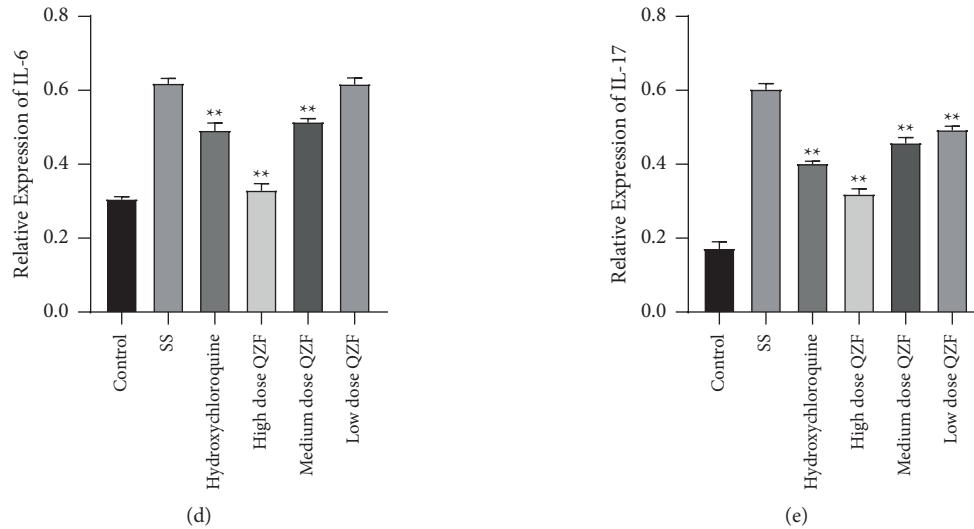 Relative Expression of IL-6
0.8
0.6
0.4
0.2
0.0
**
**
**
Control
SS
Hydroxychloroquine
High dose QZF
Medium dose QZF
Low dose QZF
(d)
Relative Expression of IL-17
0.8
0.6
0.4
0.2
0.0
**
**
**
**
Control
SS
Hydroxychloroquine
High dose QZF
Medium dose QZF
Low dose QZF
(e)